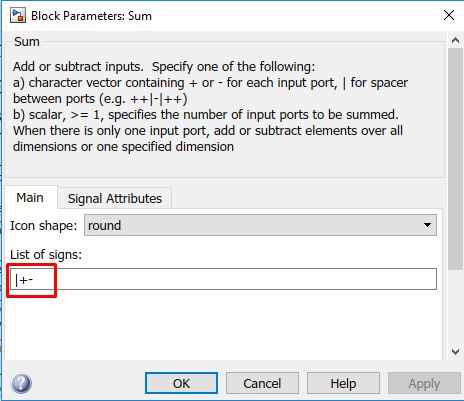 Block Parameters: Sum
Sum
Add or subtract inputs. Specify one of the following:
a) character vector containing + or - for each input port, | for spacer
between ports (e.g. ++|-|++)
b) scalar, >= 1, specifies the number of input ports to be summed.
When there is only one input port, add or subtract elements over all
dimensions or one specified dimension
Main Signal Attributes
Icon shape: round
List of signs:
|+-
? OK Cancel Help Apply